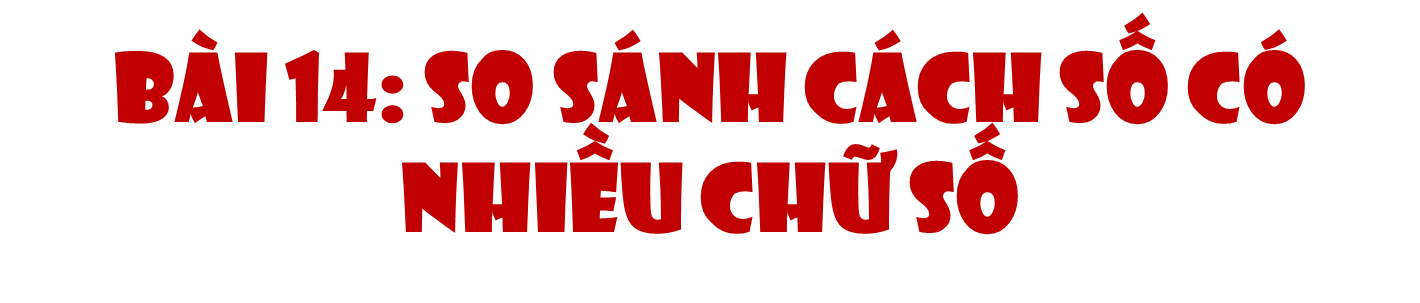 BÀI 14: SO SÁNH CÁCH SỐ CÓ
NHIỀU CHỮ SỐ